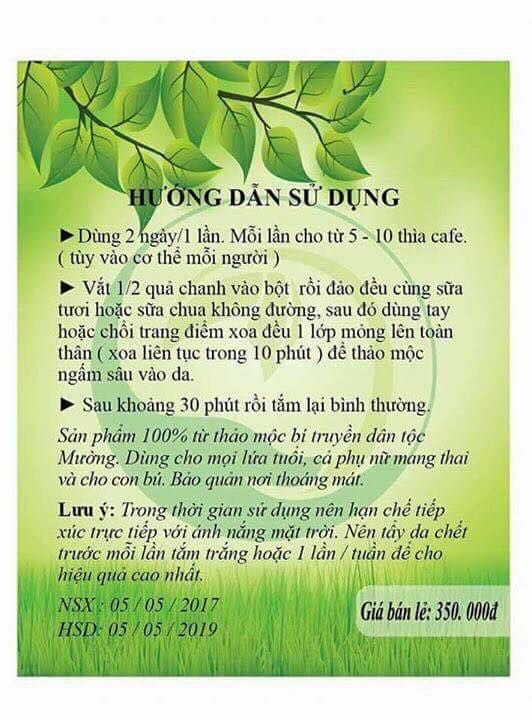 HƯỚNG DẪN SỬ DỤNG
►Dùng 2 ngày/1 lần. Mỗi lần cho từ 5 - 10 thìa cafe.
( tùy vào cơ thể mỗi người )
► Vắt 1/2 quả chanh vào bột rồi đảo đều cùng sữa
tươi hoặc sữa chua không đường, sau đó dùng tay
hoặc chổi trang điểm xoa đều 1 lớp mỏng lên toàn
thân ( xoa liên tục trong 10 phút ) để thảo mộc
ngấm sâu vào da.
► Sau khoảng 30 phút rồi tắm lại bình thường.
Sản phẩm 100% từ thảo mộc bí truyền dân tộc
Mường. Dùng cho mọi lứa tuổi, cả phụ nữ mang thai
và cho con bú. Bảo quản nơi thoáng mát.
Lưu ý: Trong thời gian sử dụng nên hạn chế tiếp
xúc trực tiếp với ánh nắng mặt trời. Nên tẩy da chết
trước mỗi lần tắm trắng hoặc 1 lần / tuần để cho
hiệu quả cao nhất.
NSX : 05 / 05 / 2017
HSD: 05 / 05 / 2019
Giá bán lẻ: 350. 000đ